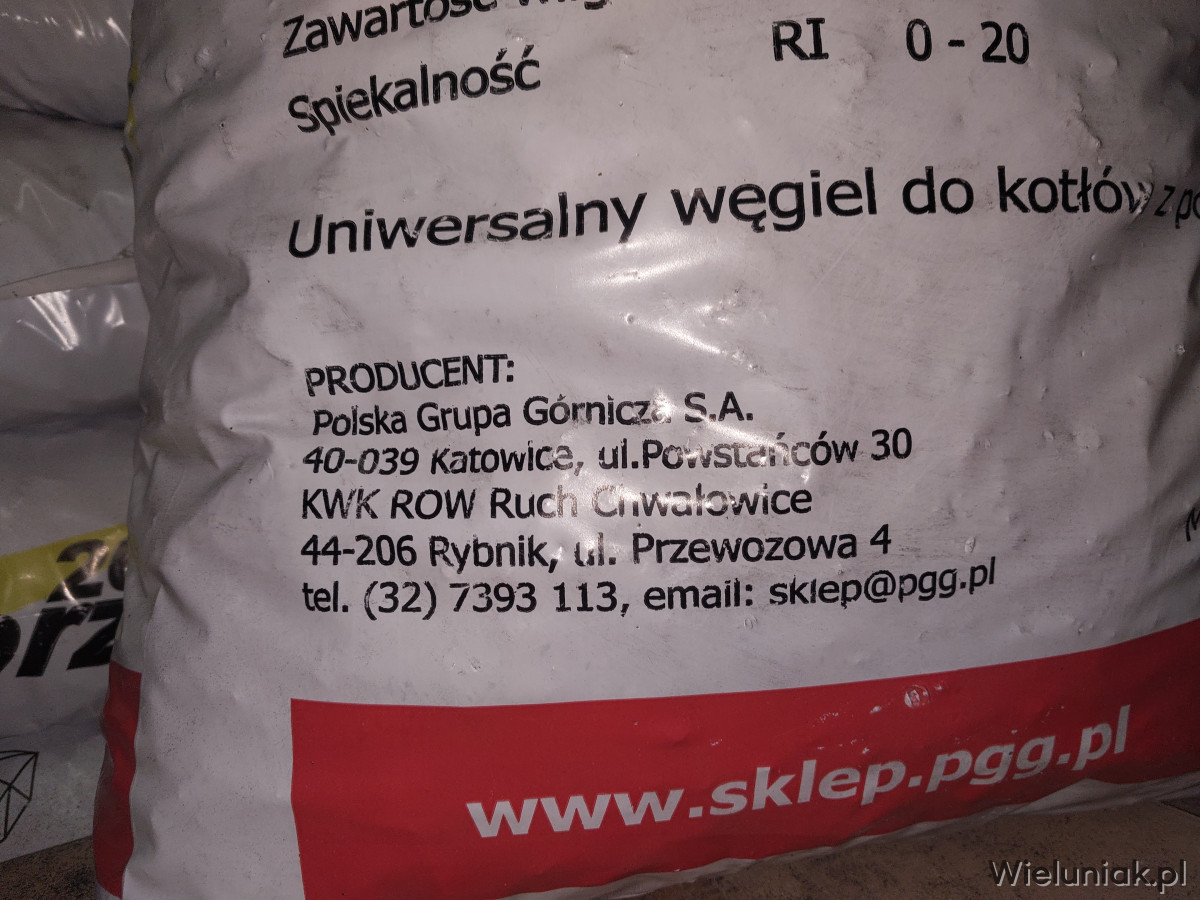 Zawartość
Spiekalność RI 0 - 20
Uniwersalny węgiel do kotłów z
PRODUCENT:
Polska Grupa Górnicza S.A.
40-039 Katowice, ul.Powstańców 30
KWK ROW Ruch Chwałowice
44-206 Rybnik, ul. Przewozowa 4
tel. (32) 7393 113, email: sklep@pgg.pl
www.sklep.pgg.pl
Wieluniak.pl